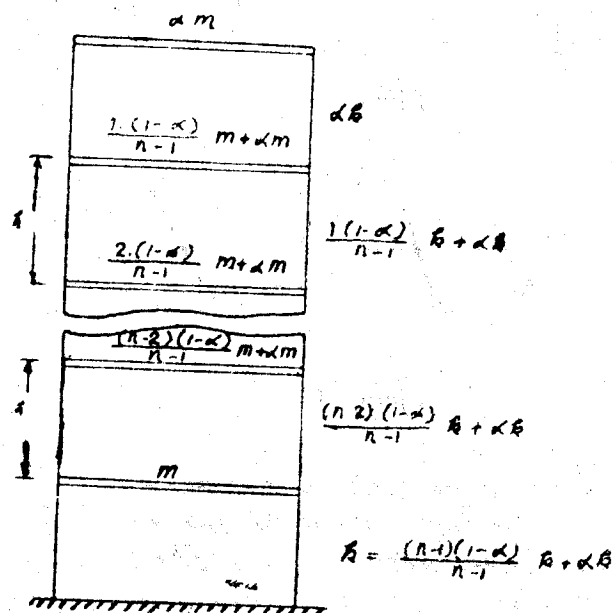 α m
αk
1.(1-α)/n-1 m+αm
h
1(1-α)/n-1 k + αk
2.(1-α)/n-1 m+αm
(n-2)(1-α)/n-1 m+αm
h
(n 2)(1-α)/n-1 k + αk
m
k = (n-1)(1-α)/n-1 k + αk